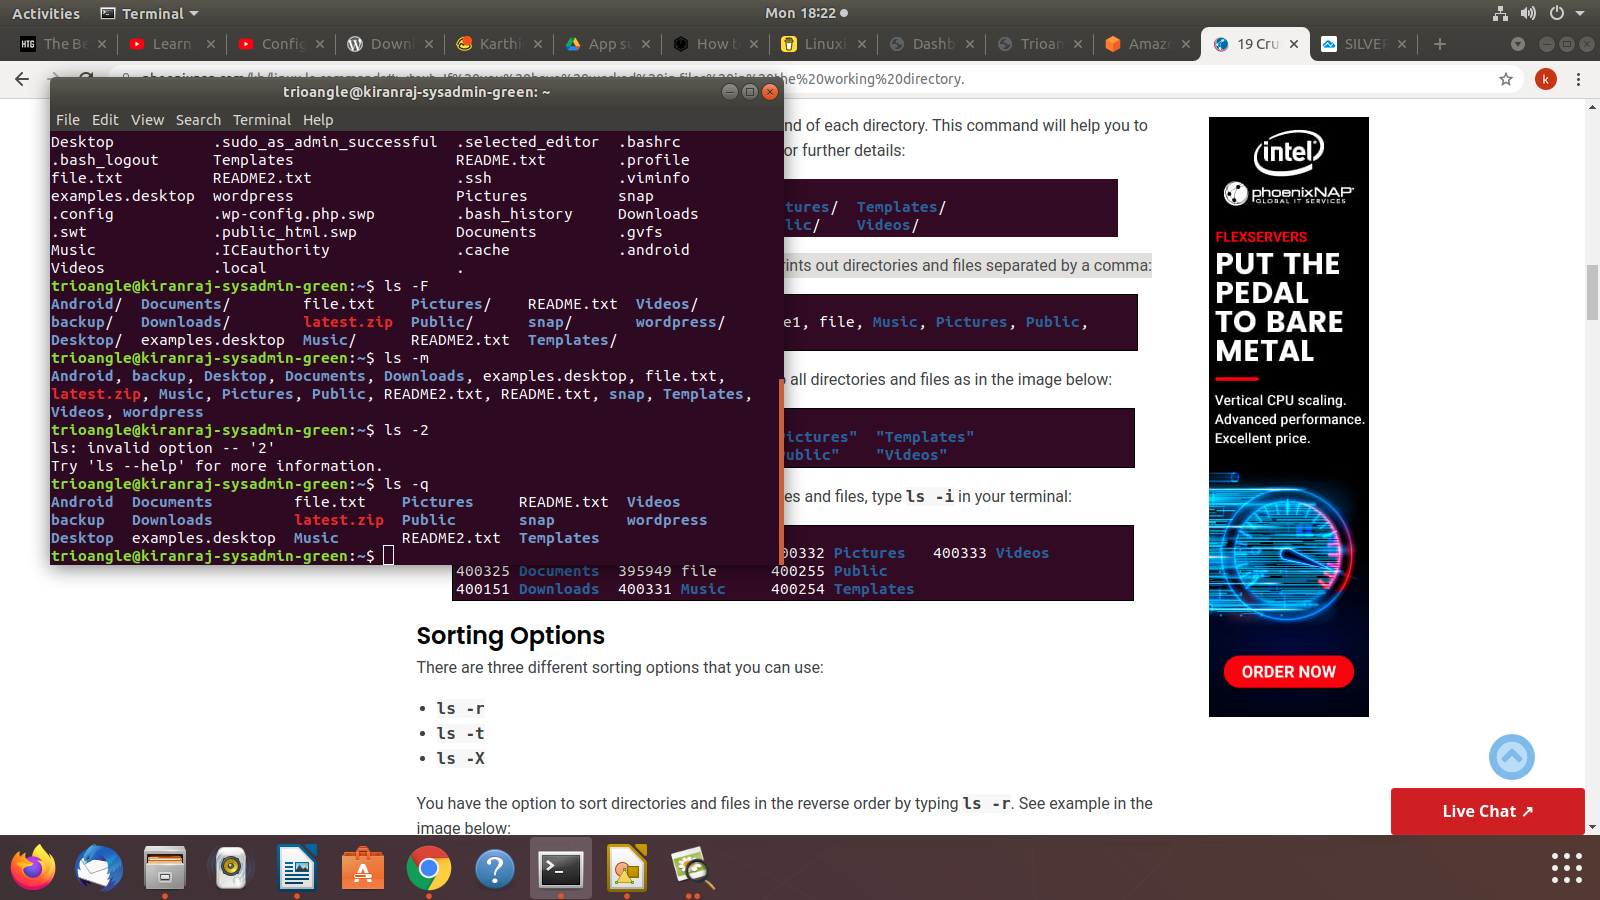 Activities Terminal Mon 18:22
The Be Learn Config Down Karthi App su How t Linuxi Dashb Trioan Amazo 19 Cru SILVER
the%20working%20directory. k
trioangle@kiranraj-sysadmin-green: ~
File Edit View Search Terminal Help
Desktop .sudo_as_admin_successful .selected_editor .bashrc
.bash_logout Templates README.txt .profile
file.txt README2.txt .ssh .viminfo
examples.desktop wordpress Pictures snap
.config .wp-config.php.swp .bash_history Downloads
.swt .public_html.swp Documents .gvfs
Music .ICEauthority .cache .android
Videos .local .
trioangle@kiranraj-sysadmin-green:~$ ls -F
Android/ Documents/ file.txt Pictures/ README.txt Videos/
backup/ Downloads/ latest.zip Public/ snap/ wordpress/
Desktop/ examples.desktop Music/ README2.txt Templates/
trioangle@kiranraj-sysadmin-green:~$ ls -m
Android, backup, Desktop, Documents, Downloads, examples.desktop, file.txt,
latest.zip, Music, Pictures, Public, README2.txt, README.txt, snap, Templates,
Videos, wordpress
trioangle@kiranraj-sysadmin-green:~$ ls -2
ls: invalid option -- '2'
Try 'ls --help' for more information.
trioangle@kiranraj-sysadmin-green:~$ ls -q
Android Documents file.txt Pictures README.txt Videos
backup Downloads latest.zip Public snap wordpress
Desktop examples.desktop Music README2.txt Templates
trioangle@kiranraj-sysadmin-green:~$
nd of each directory. This command will help you to
or further details:
tures/ Templates/
lic/ Videos/
ints out directories and files separated by a comma:
e1, file, Music, Pictures, Public,
all directories and files as in the image below:
ictures" "Templates"
ublic" "Videos"
es and files, type ls -i in your terminal:
00332 Pictures 400333 Videos
400325 Documents 395949 file 400255 Public
400151 Downloads 400331 Music 400254 Templates
Sorting Options
There are three different sorting options that you can use:
ls -r
ls -t
ls -X
You have the option to sort directories and files in the reverse order by typing ls -r. See example in the
image below:
intel
phoenixNAP
GLOBAL IT SERVICES
FLEXSERVERS
PUT THE
PEDAL
TO BARE
METAL
Vertical CPU scaling.
Advanced performance.
Excellent price.
ORDER NOW
Live Chat ↗